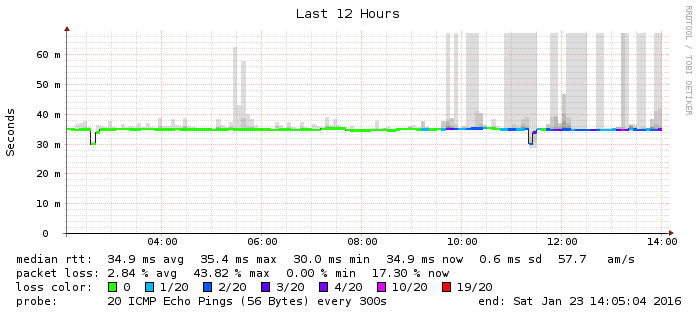 Last 12 Hours
RRDTOOL / TOBI OETIKER
Seconds
60 m
50 m
40 m
30 m
20 m
10 m
0
04:00 06:00 08:00 10:00 12:00 14:00
median rtt: 34.9 ms avg 35.4 ms max 30.0 ms min 34.9 ms now 0.6 ms sd 57.7 am/s
packet loss: 2.84 % avg 43.82 % max 0.00 % min 17.30 % now
loss color: 0 1/20 2/20 3/20 4/20 10/20 19/20
probe: 20 ICMP Echo Pings (56 Bytes) every 300s end: Sat Jan 23 14:05:04 2016